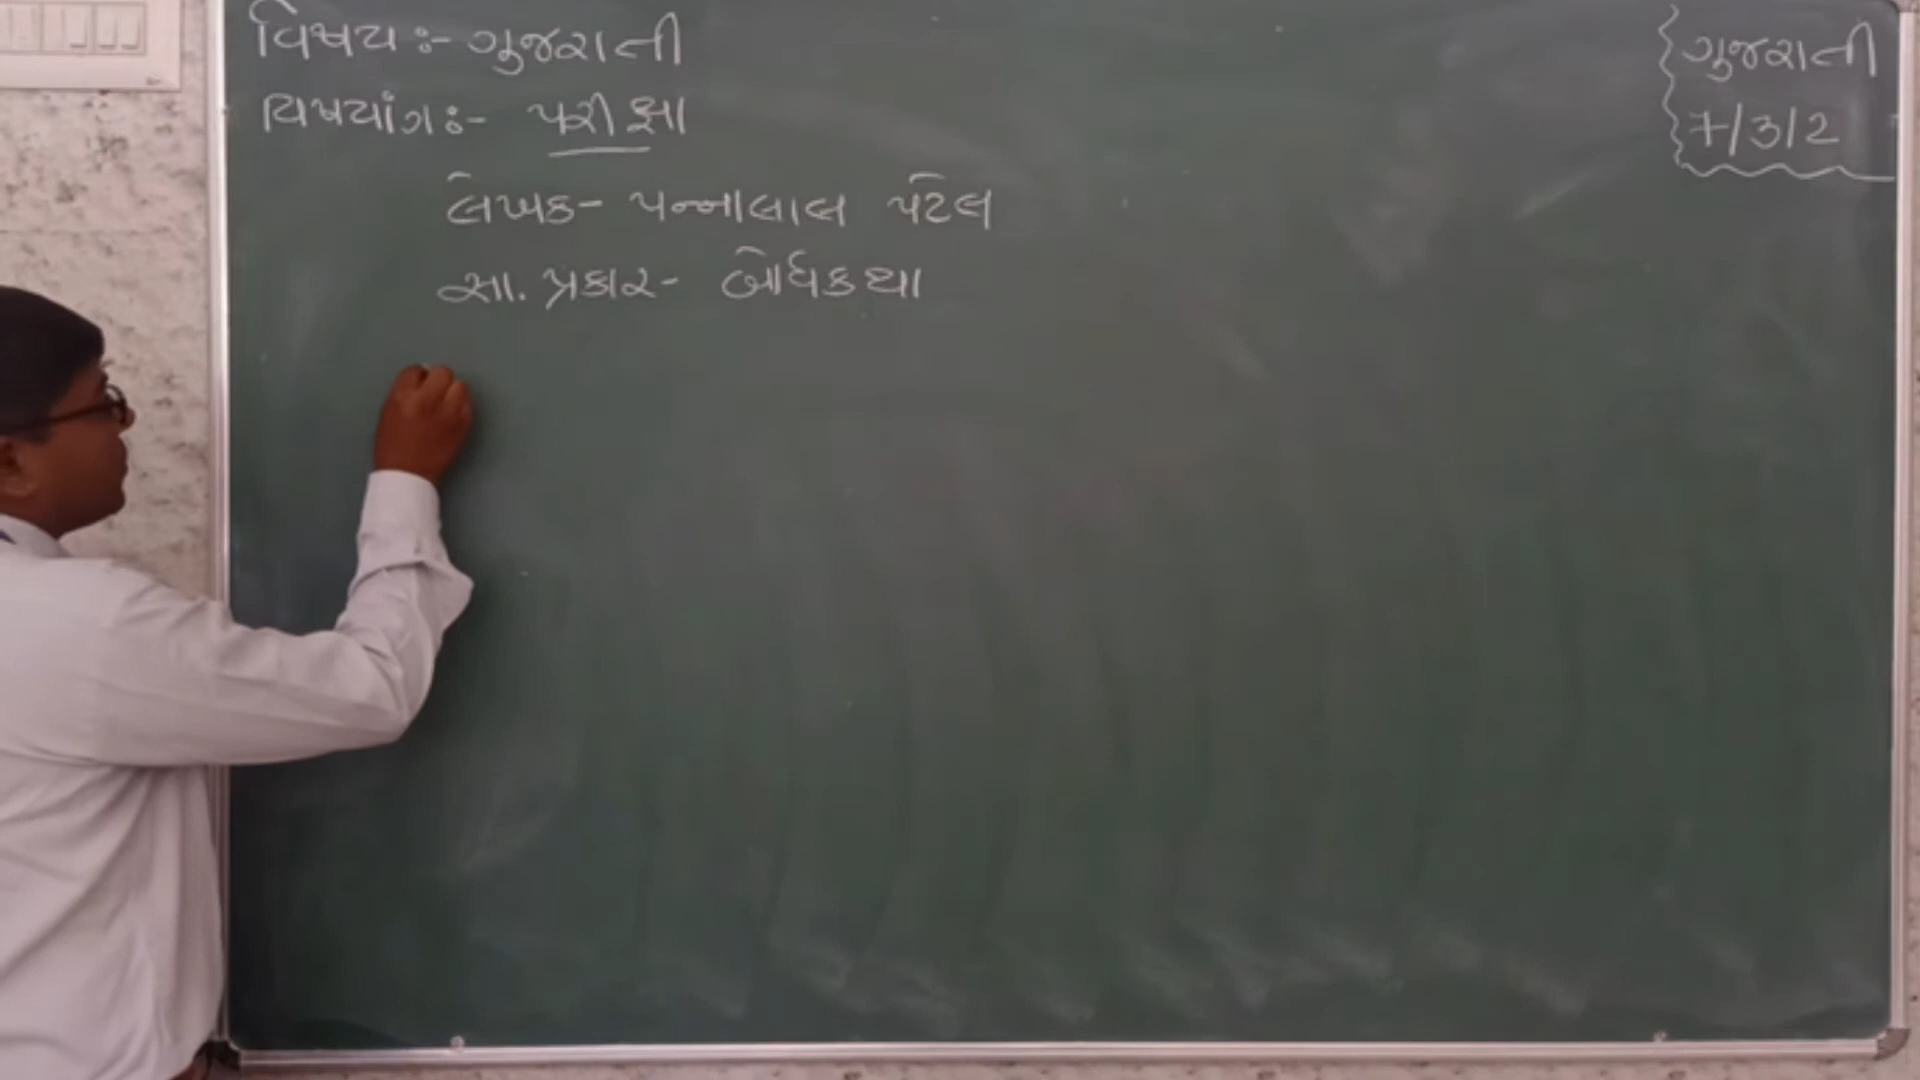 વિષય :- ગુજરાતી
વિષયાંગ :- પરીક્ષા
લેખક - પન્નાલાલ પટેલ
સા. પ્રકાર - બોધકથા
ગુજરાતી
7/3/2